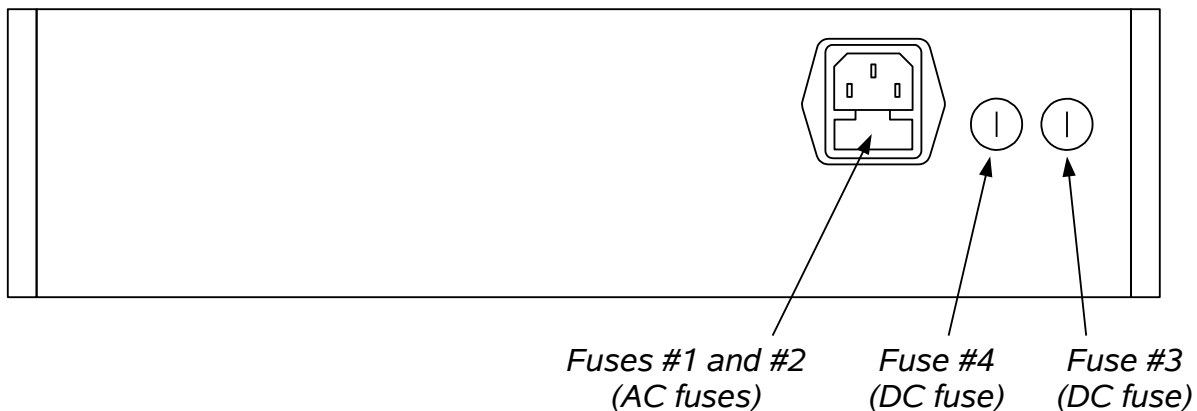 Fuses #1 and #2
(AC fuses)
Fuse #4
(DC fuse)
Fuse #3
(DC fuse)